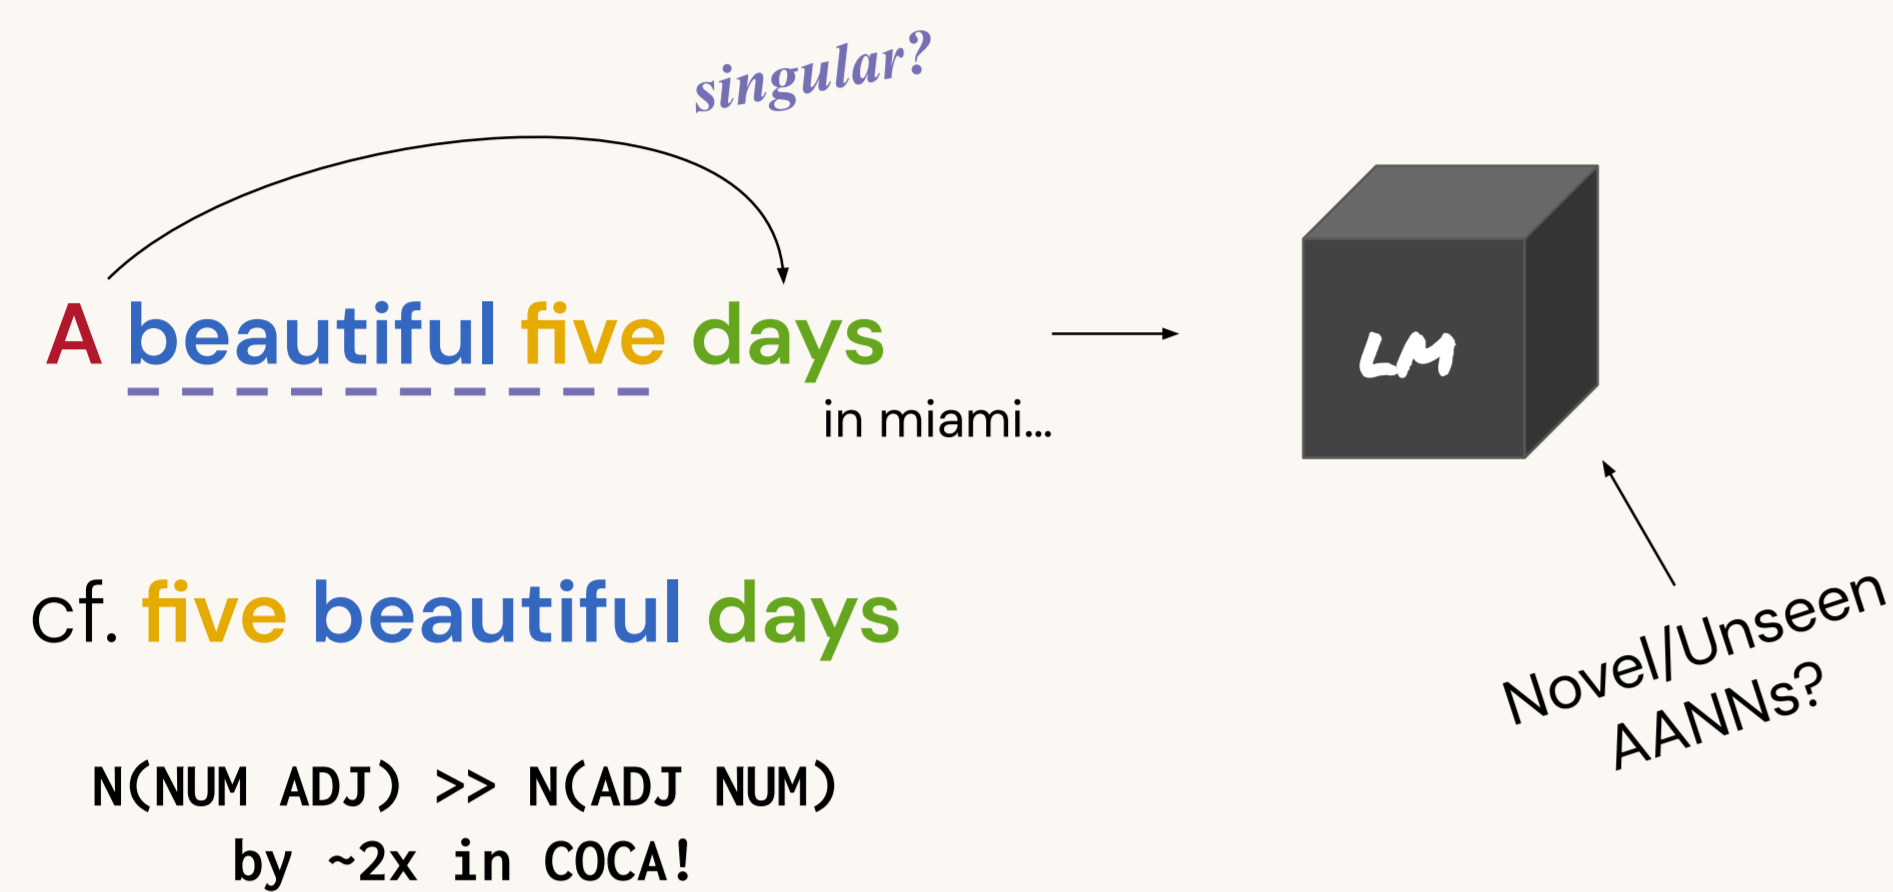 singular?
A beautiful five days
in miami...
LM
cf. five beautiful days
Novel/Unseen
AANNs?
N(NUM ADJ) >> N(ADJ NUM)
by ~2x in COCA!